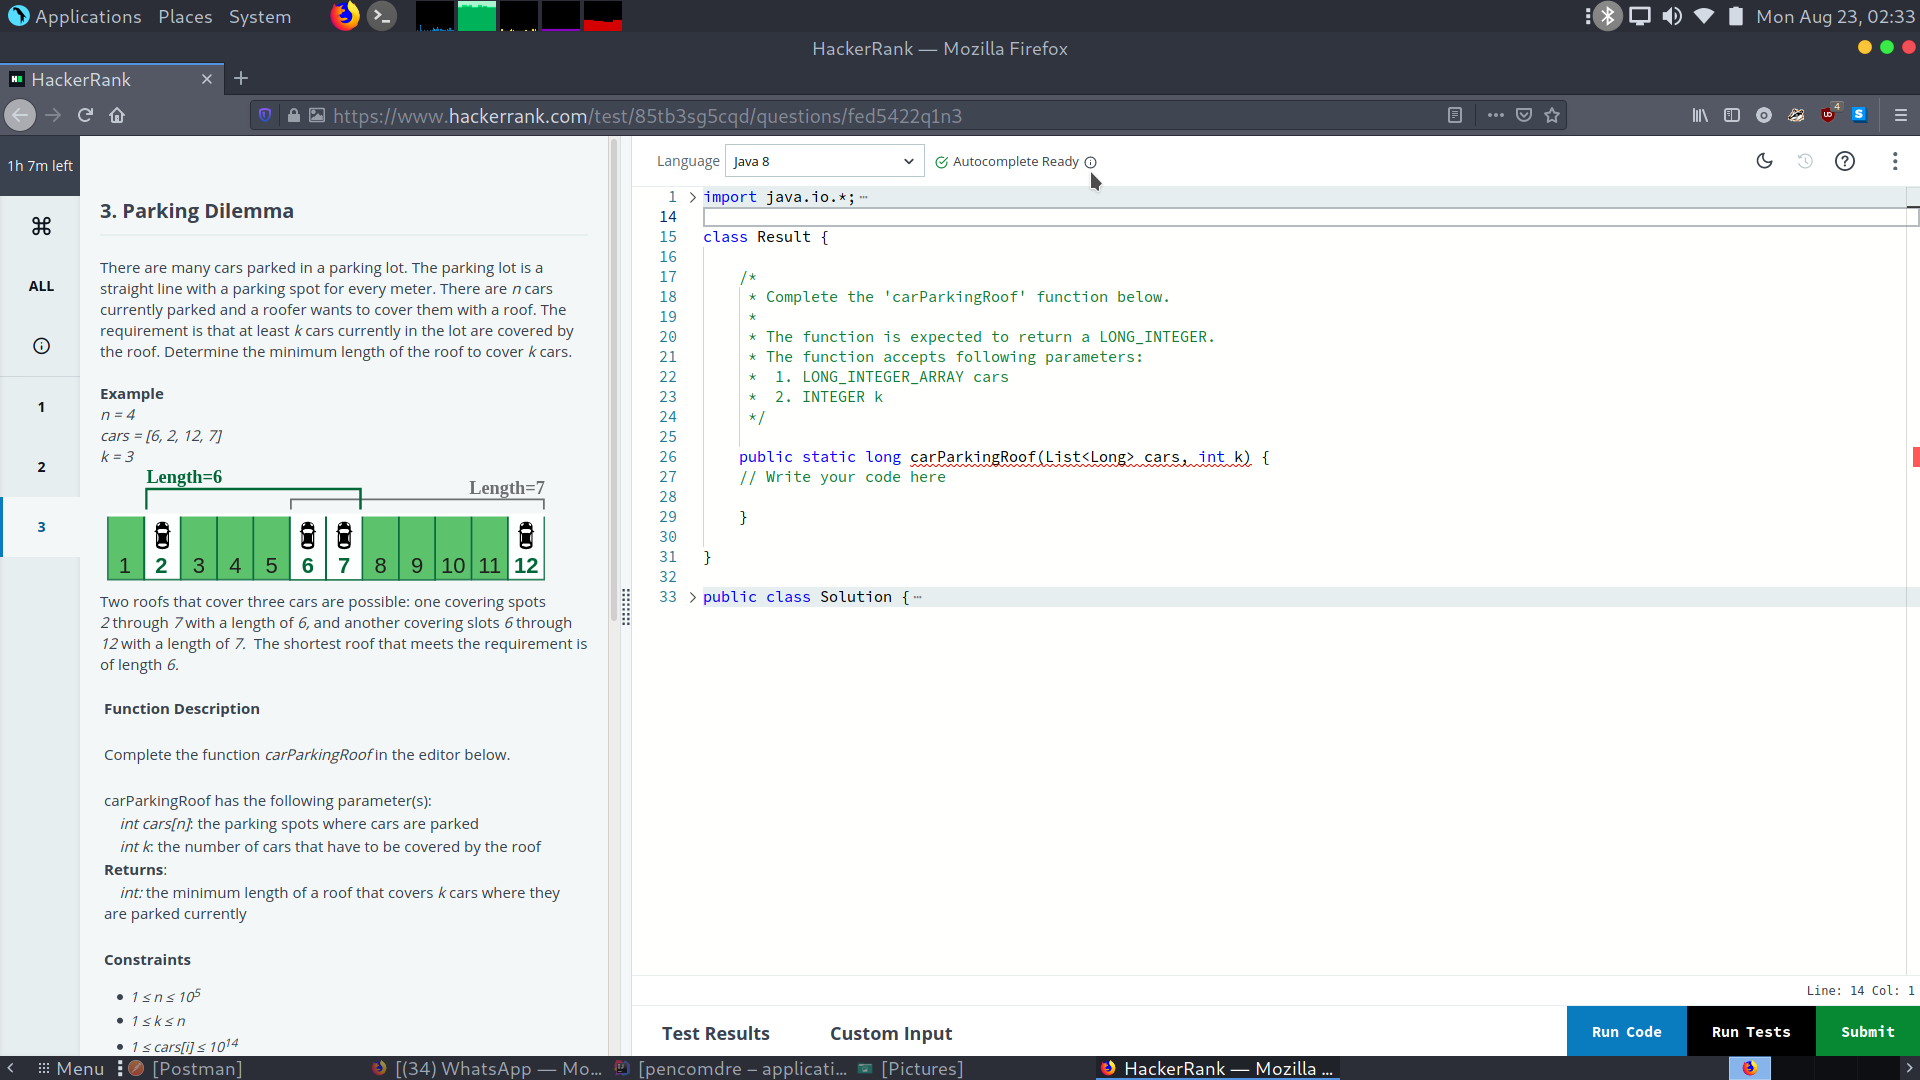 Applications Places System
Mon Aug 23, 02:33
HackerRank — Mozilla Firefox
HackerRank
https://www.hackerrank.com/test/85tb3sg5cqd/questions/fed5422q1n3
4
1h 7m left
ALL
1
2
3
3. Parking Dilemma
There are many cars parked in a parking lot. The parking lot is a
straight line with a parking spot for every meter. There are n cars
currently parked and a roofer wants to cover them with a roof. The
requirement is that at least k cars currently in the lot are covered by
the roof. Determine the minimum length of the roof to cover k cars.
Example
n = 4
cars = [6, 2, 12, 7]
k = 3
Length=6
Length=7
1 2 3 4 5 6 7 8 9 10 11 12
Two roofs that cover three cars are possible: one covering spots
2 through 7 with a length of 6, and another covering slots 6 through
12 with a length of 7. The shortest roof that meets the requirement is
of length 6.
Function Description
Complete the function carParkingRoof in the editor below.
carParkingRoof has the following parameter(s):
int cars[n]: the parking spots where cars are parked
int k: the number of cars that have to be covered by the roof
Returns:
int: the minimum length of a roof that covers k cars where they
are parked currently
Constraints
1 ≤ n ≤ 10^5
1 ≤ k ≤ n
1 ≤ cars[i] ≤ 10^14
Language Java 8 Autocomplete Ready
1 import java.io.*;
14
15 class Result {
16
17 /*
18 * Complete the 'carParkingRoof' function below.
19 *
20 * The function is expected to return a LONG_INTEGER.
21 * The function accepts following parameters:
22 * 1. LONG_INTEGER_ARRAY cars
23 * 2. INTEGER k
24 */
25
26 public static long carParkingRoof(List<Long> cars, int k) {
27 // Write your code here
28
29 }
30
31 }
32
33 public class Solution {
Line: 14 Col: 1
Test Results Custom Input
Run Code Run Tests Submit
Menu [Postman] [(34) WhatsApp — Mo... [pencomdre – applicati... [Pictures] HackerRank — Mozilla ...